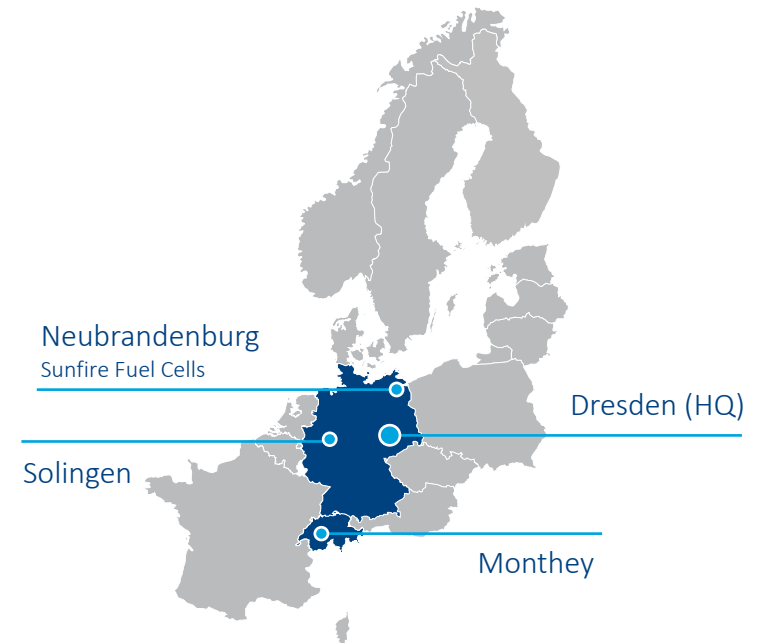 Neubrandenburg
Sunfire Fuel Cells
Dresden (HQ)
Solingen
Monthey